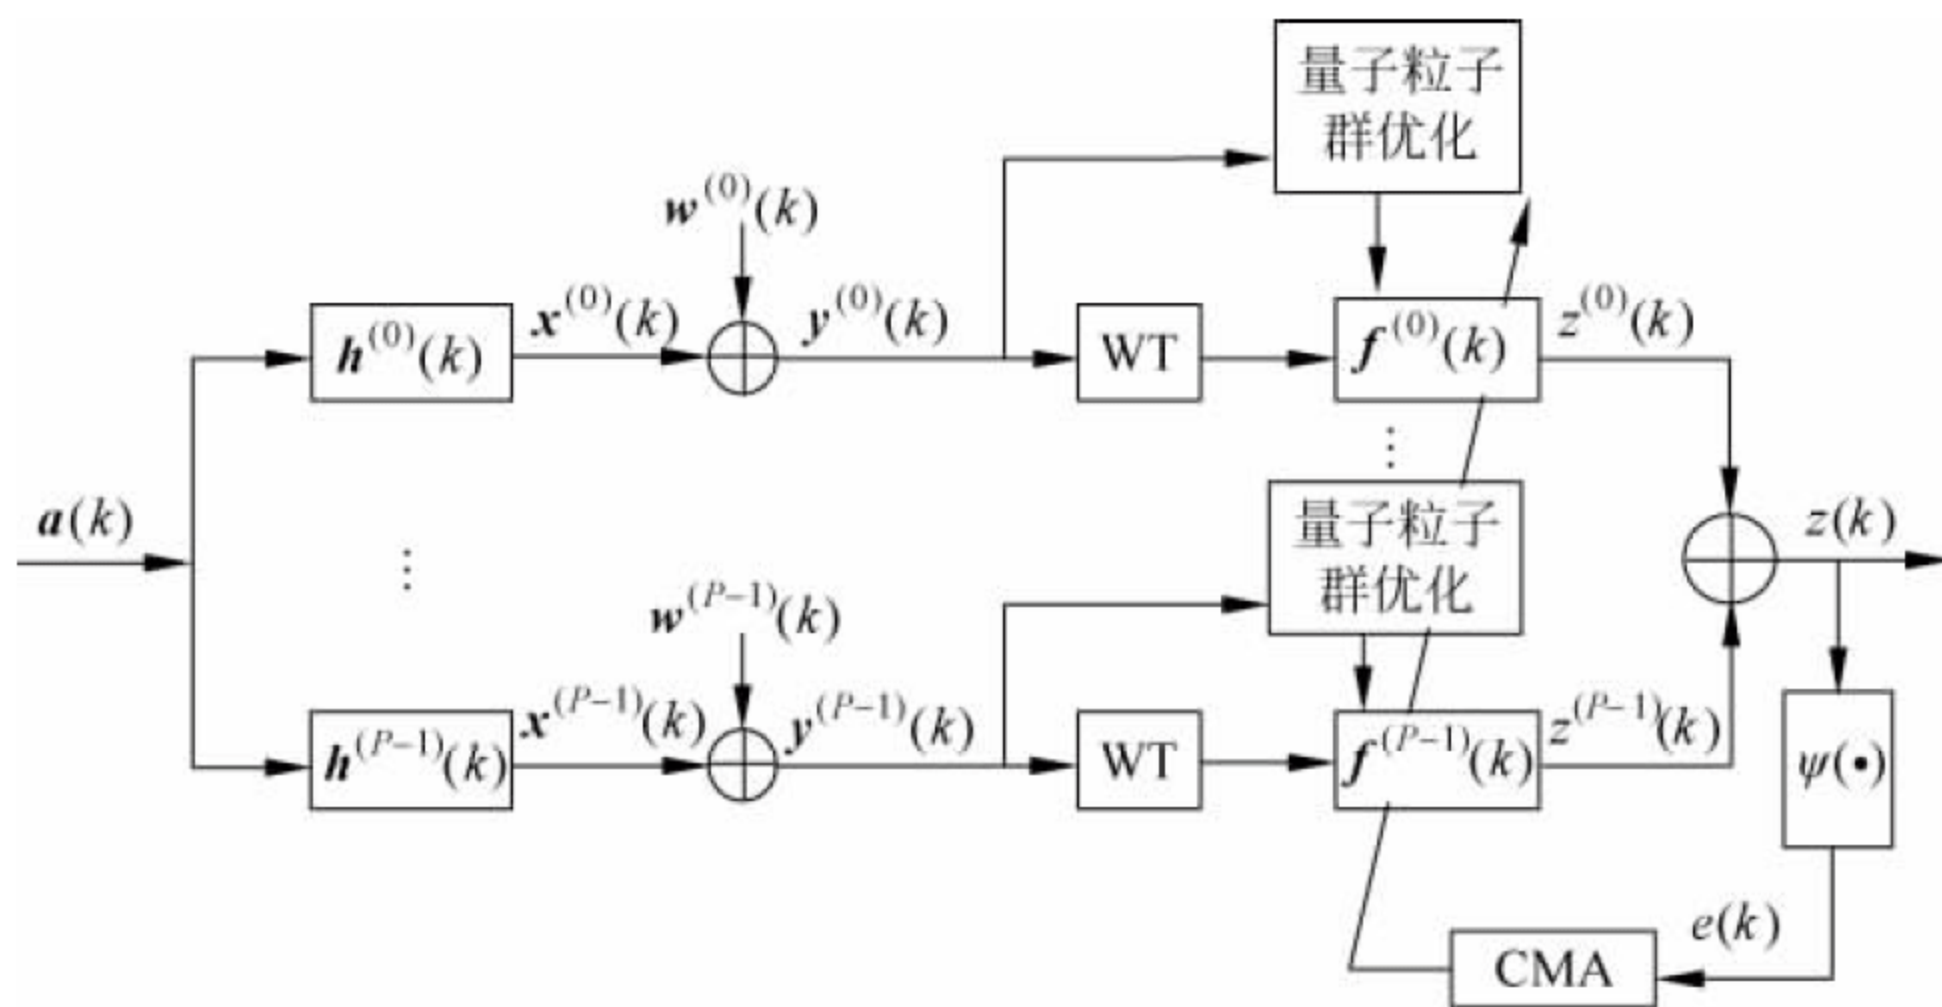 量子粒子
群优化
w^{(0)}(k)
h^{(0)}(k)
x^{(0)}(k)
y^{(0)}(k)
WT
f^{(0)}(k)
z^{(0)}(k)
⋮
a(k)
⋮
量子粒子
群优化
z(k)
w^{(P-1)}(k)
h^{(P-1)}(k)
x^{(P-1)}(k)
y^{(P-1)}(k)
WT
f^{(P-1)}(k)
z^{(P-1)}(k)
ψ(•)
e(k)
CMA